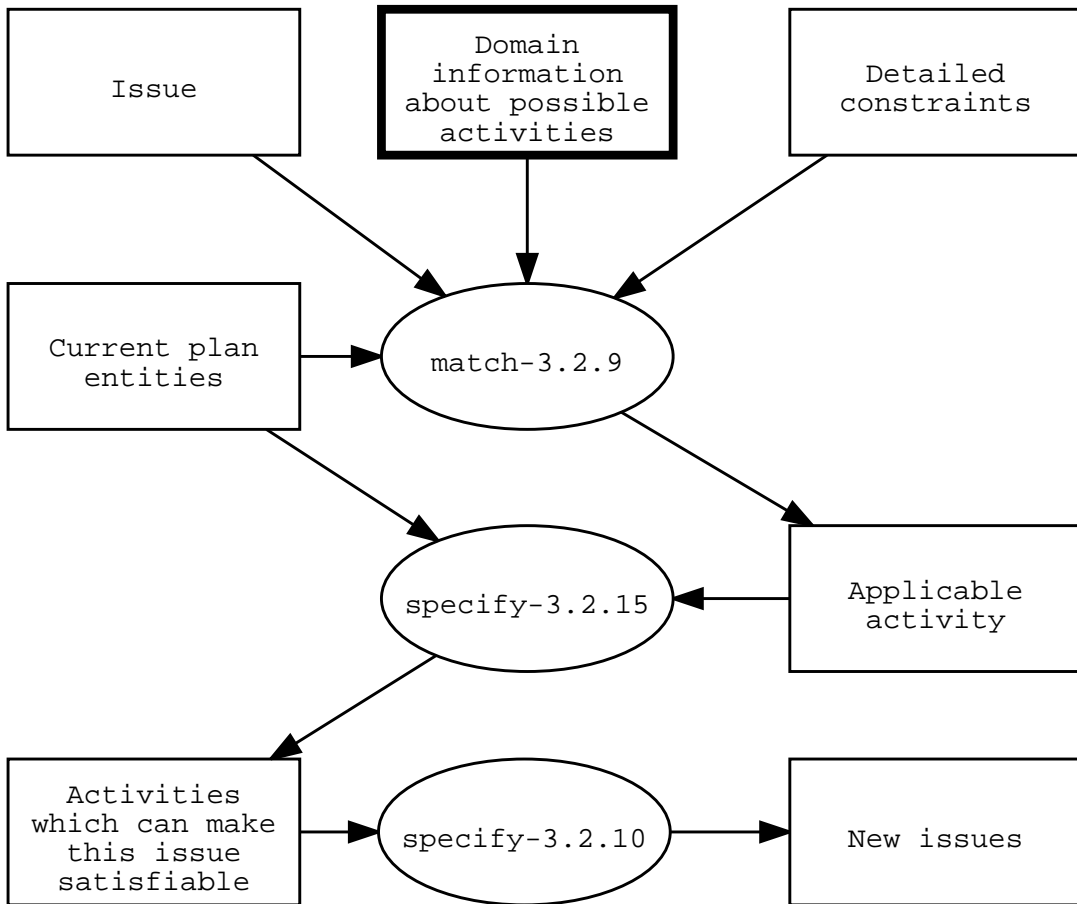 Issue
Domain
information
about possible
activities
Detailed
constraints
Current plan
entities
match-3.2.9
specify-3.2.15
Applicable
activity
Activities
which can make
this issue
satisfiable
specify-3.2.10
New issues